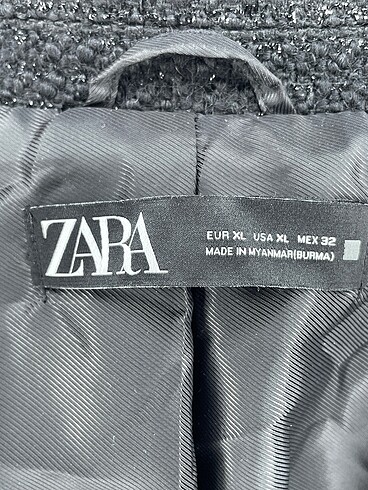 ZARA
EUR XL USA XL MEX 32
MADE IN MYANMAR(BURMA)